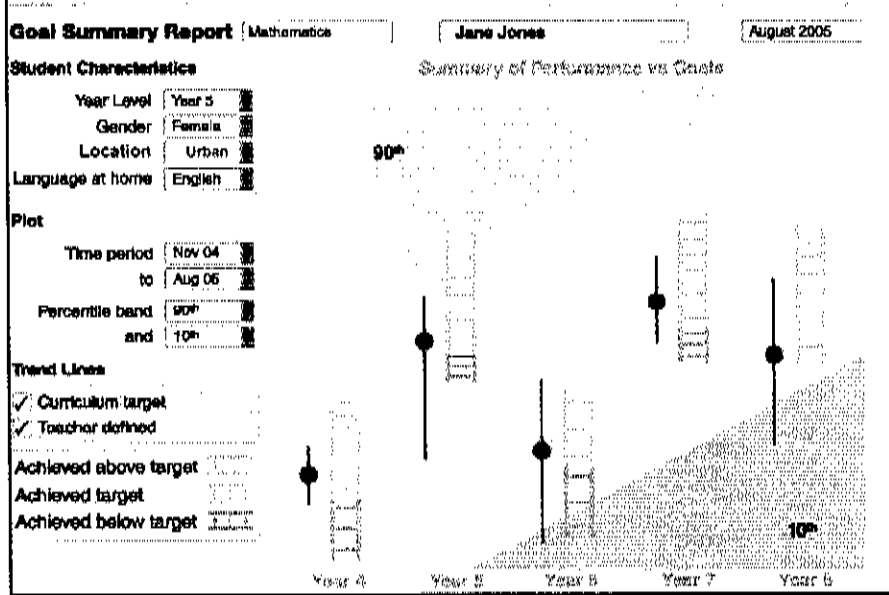 Goal Summary Report Mathematics Jane Jones August 2005
Student Characteristics
Summary of Performance vs Goals
Year Level Year 5
Gender Female
Location Urban
Language at home English
90th
Plot
Time period Nov 04
to Aug 05
Percentile band 90th
and 10th
Trend Lines
✓ Curriculum target
✓ Teacher defined
Achieved above target
Achieved target
Achieved below target
10th
Year 4 Year 5 Year 6 Year 7 Year 8